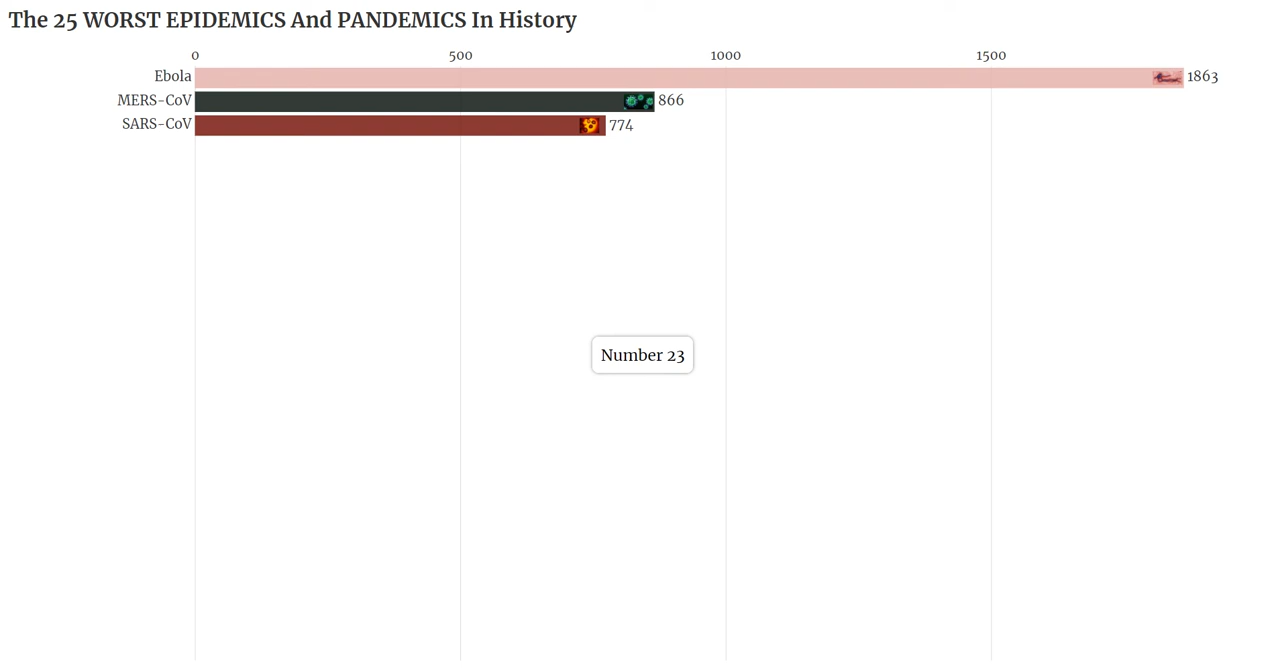 The 25 WORST EPIDEMICS And PANDEMICS In History
0 500 1000 1500
Ebola 1863
MERS-CoV 866
SARS-CoV 774
Number 23